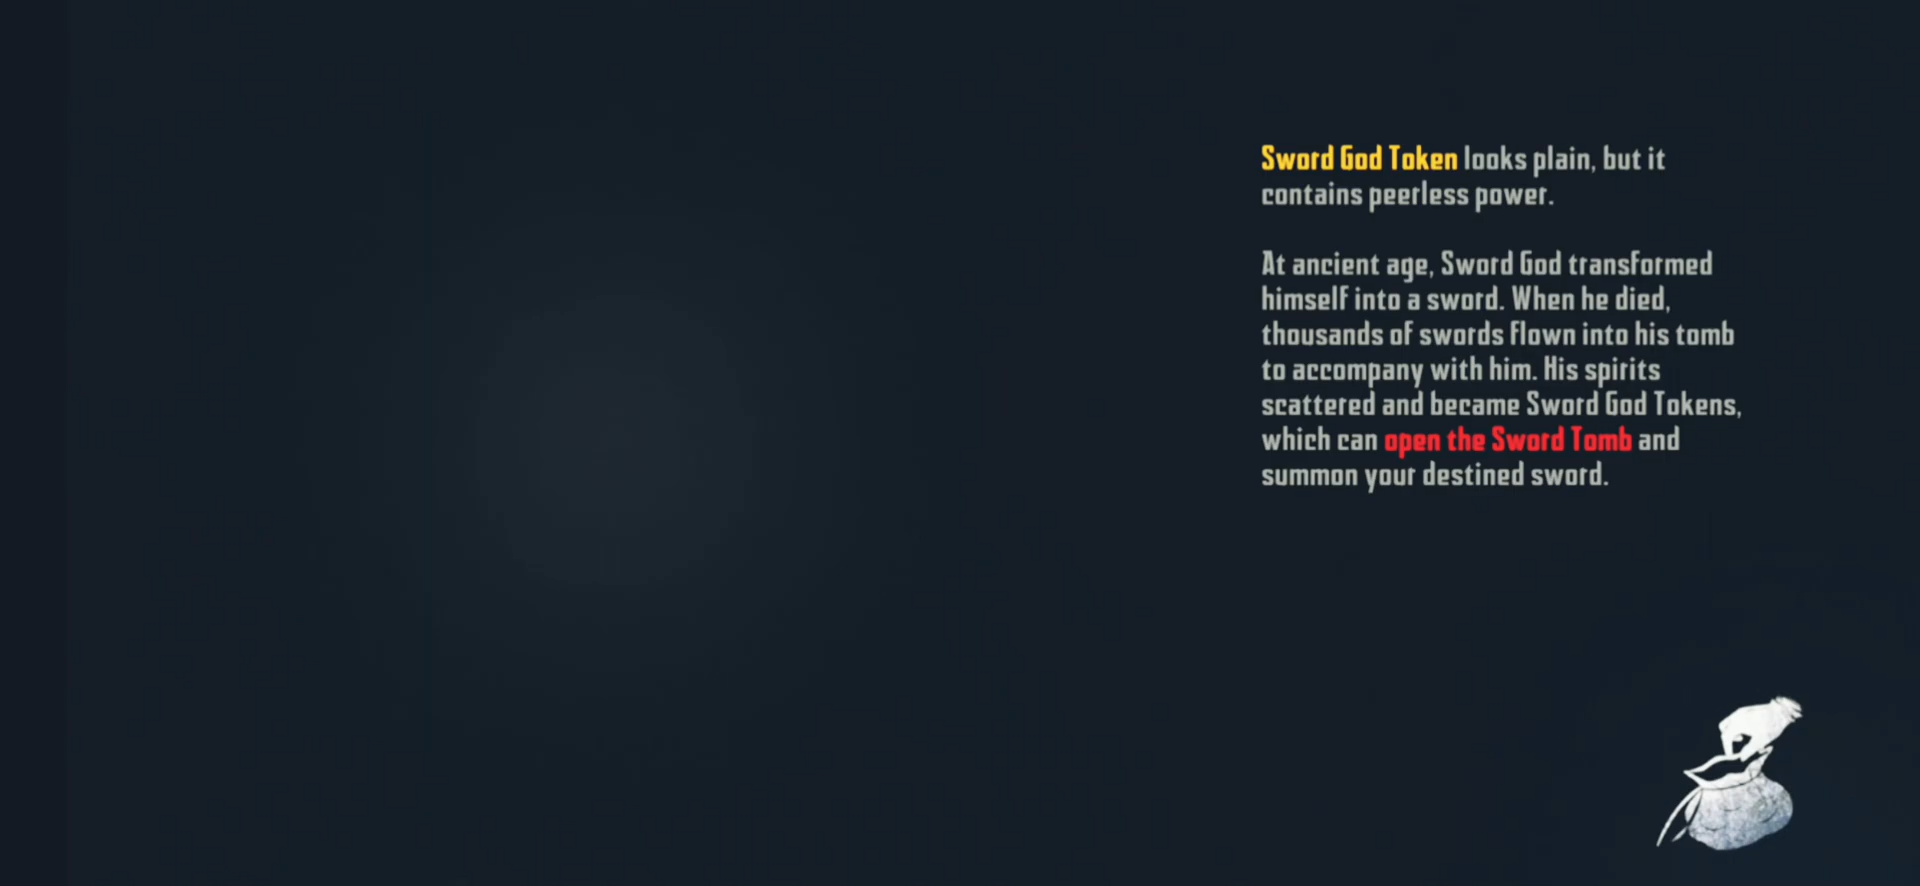 Sword God Token looks plain, but it
contains peerless power.
At ancient age, Sword God transformed
himself into a sword. When he died,
thousands of swords flown into his tomb
to accompany with him. His spirits
scattered and became Sword God Tokens,
which can open the Sword Tomb and
summon your destined sword.